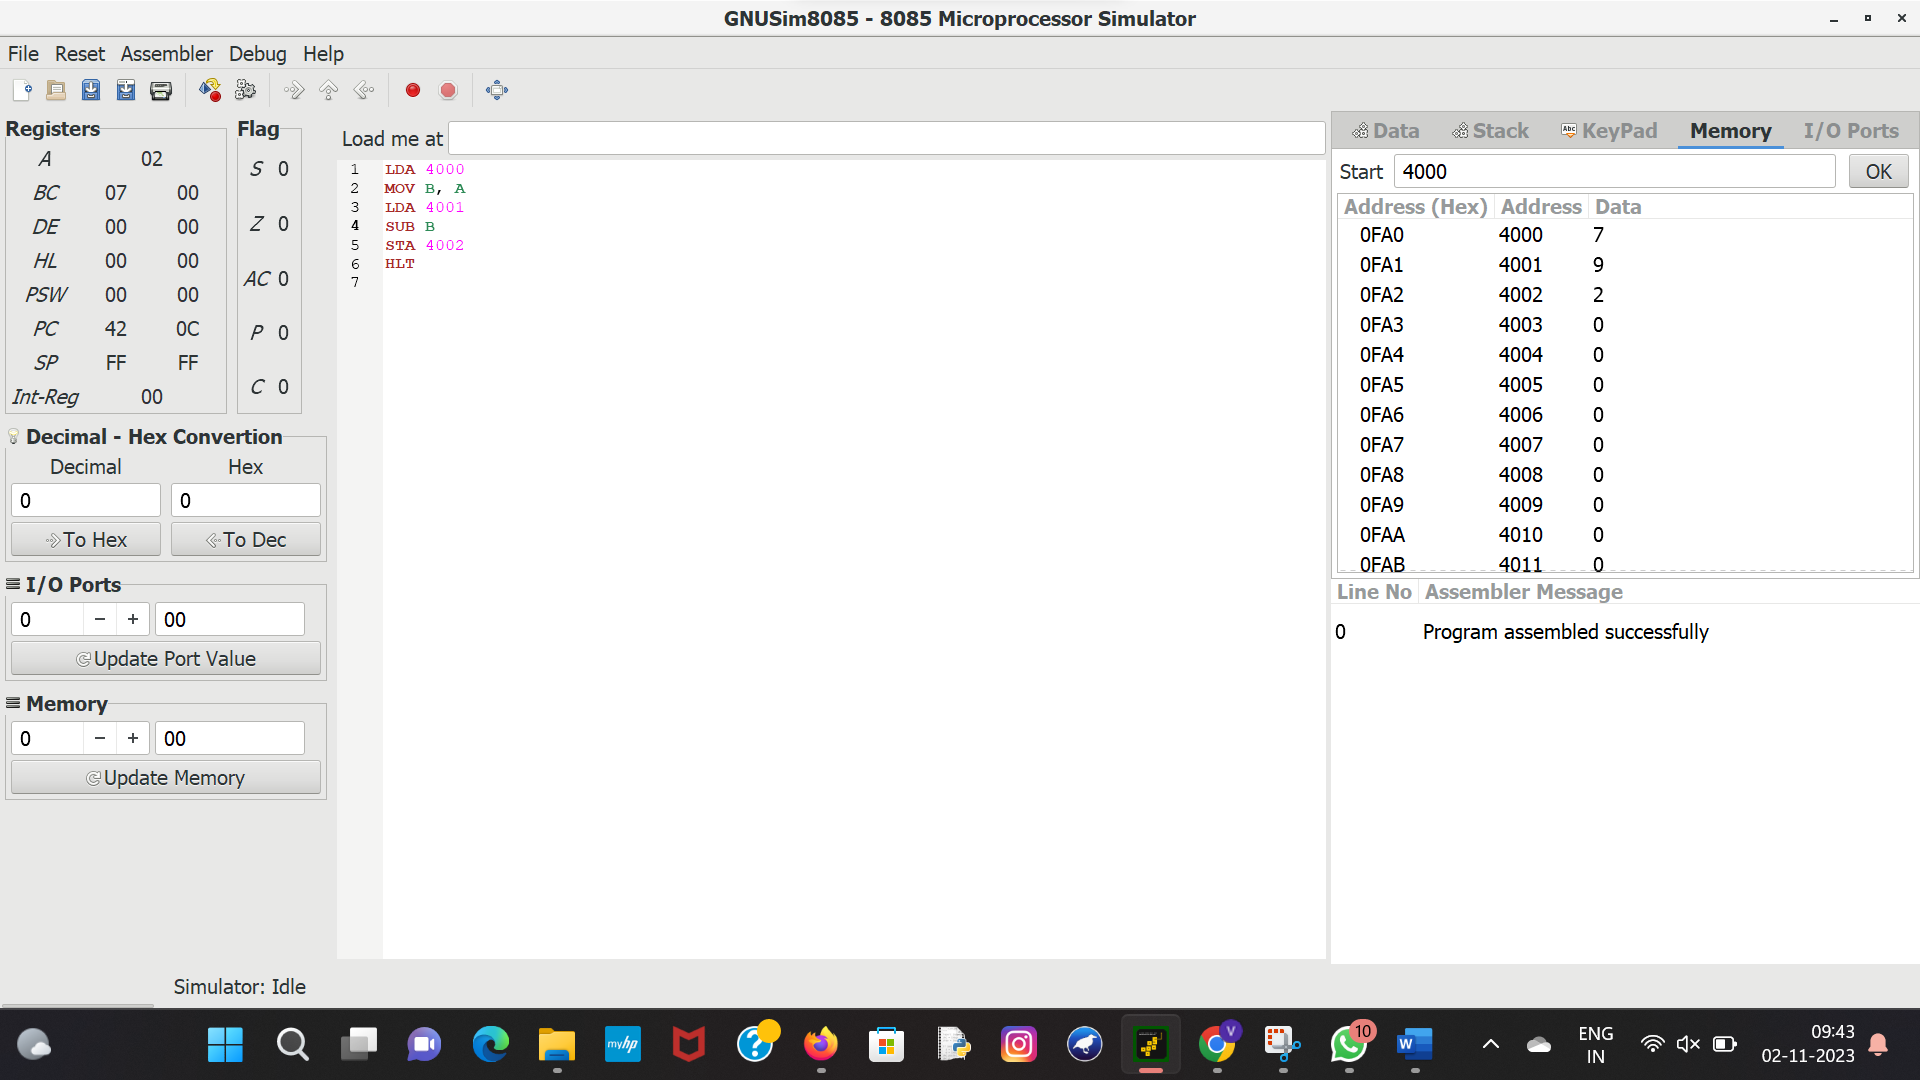 GNUSim8085 - 8085 Microprocessor Simulator
File Reset Assembler Debug Help
Registers
A 02
BC 07 00
DE 00 00
HL 00 00
PSW 00 00
PC 42 0C
SP FF FF
Int-Reg 00
Flag
S 0
Z 0
AC 0
P 0
C 0
Decimal - Hex Convertion
Decimal Hex
0 0
To Hex To Dec
I/O Ports
0 - + 00
Update Port Value
Memory
0 - + 00
Update Memory
Load me at
1 LDA 4000
2 MOV B, A
3 LDA 4001
4 SUB B
5 STA 4002
6 HLT
7
Data Stack Abc KeyPad Memory I/O Ports
Start 4000 OK
Address (Hex) Address Data
0FA0 4000 7
0FA1 4001 9
0FA2 4002 2
0FA3 4003 0
0FA4 4004 0
0FA5 4005 0
0FA6 4006 0
0FA7 4007 0
0FA8 4008 0
0FA9 4009 0
0FAA 4010 0
0FAB 4011 0
Line No Assembler Message
0 Program assembled successfully
Simulator: Idle
myhp
?
V
10
W
ENG
IN
09:43
02-11-2023